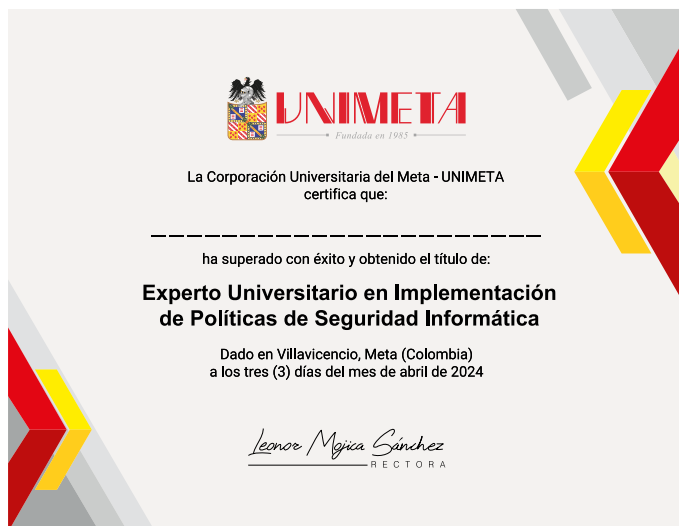 UNIMETA
Fundada en 1985
La Corporación Universitaria del Meta - UNIMETA
certifica que:
ha superado con éxito y obtenido el título de:
Experto Universitario en Implementación
de Políticas de Seguridad Informática
Dado en Villavicencio, Meta (Colombia)
a los tres (3) días del mes de abril de 2024
Leonor Mojica Sánchez
RECTORA